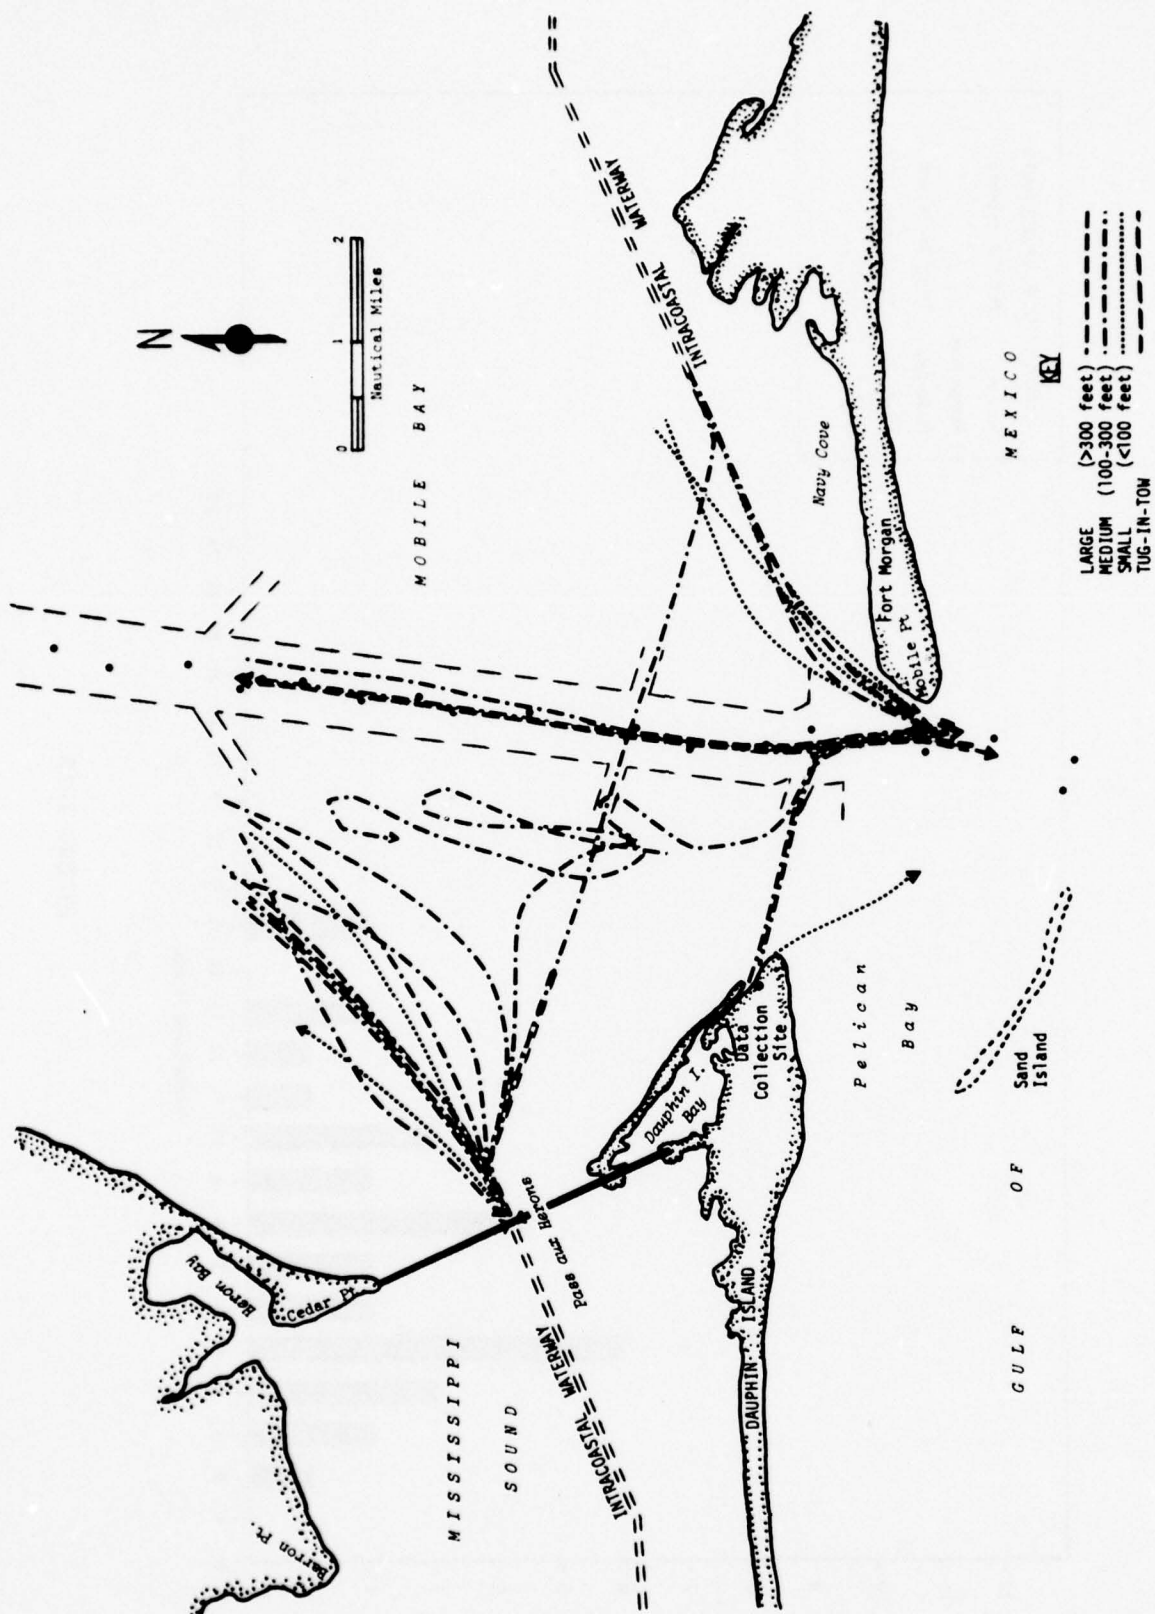 N
0 1 2
Nautical Miles
MOBILE BAY
MISSISSIPPI
SOUND
Barron Pt.
Heron Bay
Cedar Pt
INTRACOASTAL WATERWAY
Pass aux Herons
INTRACOASTAL WATERWAY
Navy Cove
Fort Morgan
Mobile Pt
Dauphin I.
Bay
Data
Collection
Site
DAUPHIN ISLAND
Pelican
Bay
Sand
Island
GULF OF MEXICO
KEY
LARGE (>300 feet)
MEDIUM (100-300 feet)
SMALL (<100 feet)
TUG-IN-TOW